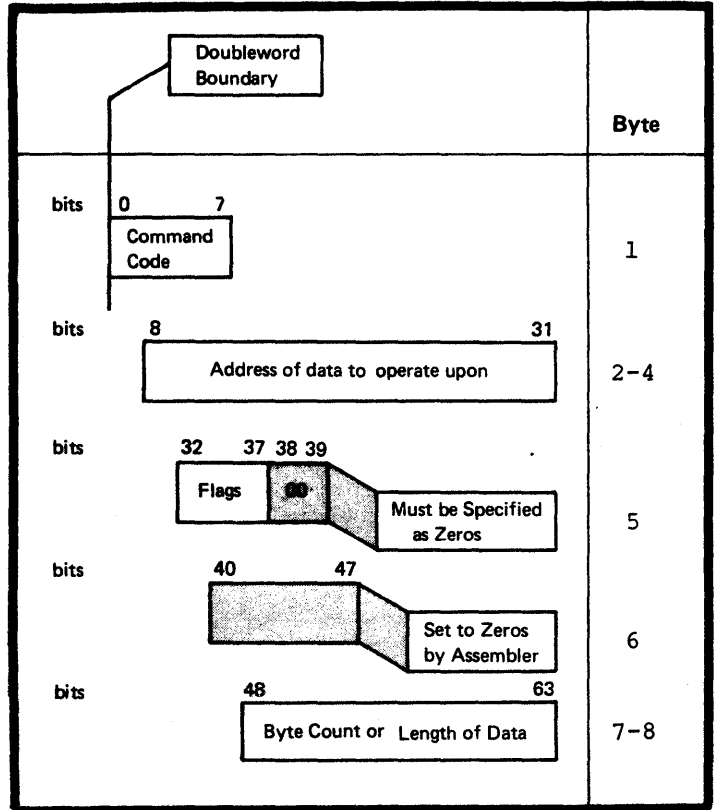 Doubleword
Boundary
Byte
bits 0 7
Command
Code
1
bits 8 31
Address of data to operate upon
2-4
bits 32 37 38 39
Flags 00
Must be Specified
as Zeros
5
bits 40 47
Set to Zeros
by Assembler
6
bits 48 63
Byte Count or Length of Data
7-8